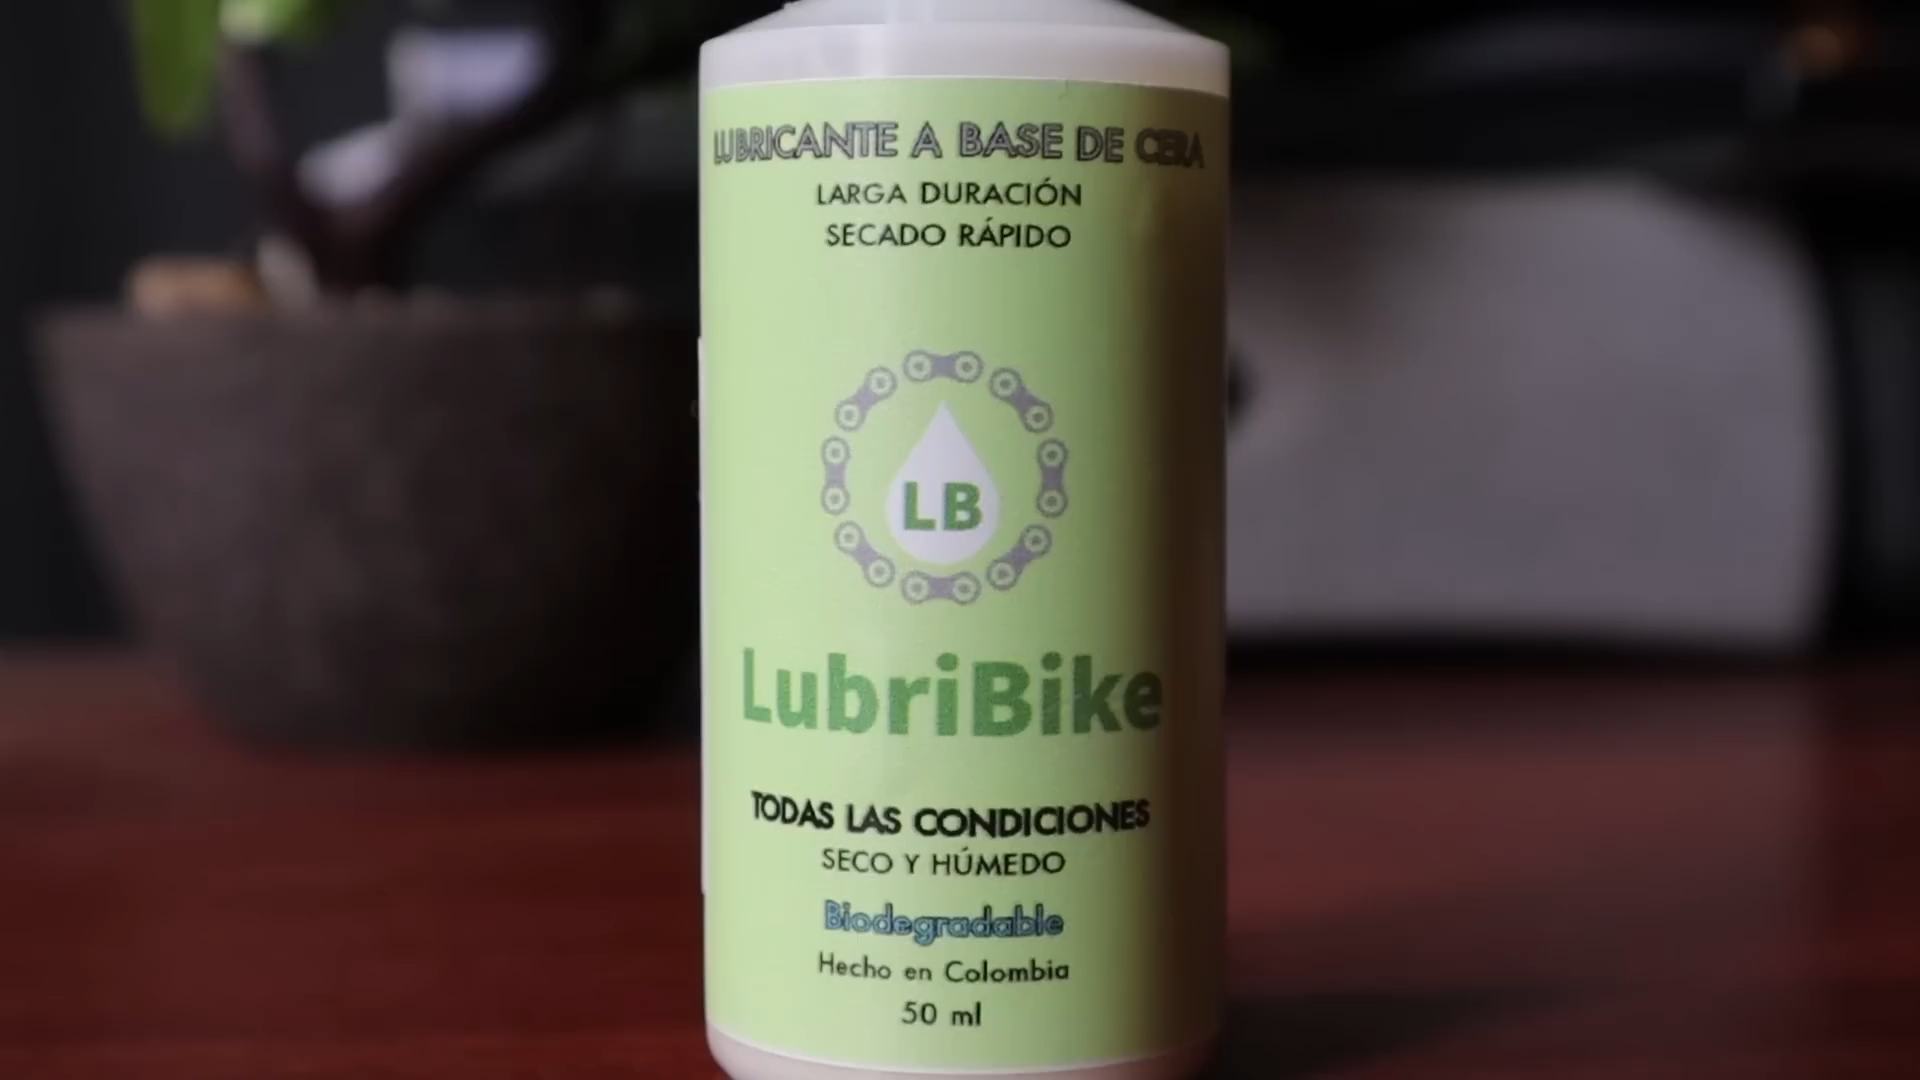 LUBRICANTE A BASE DE CERA
LARGA DURACIÓN
SECADO RÁPIDO
LB
LubriBike
TODAS LAS CONDICIONES
SECO Y HÚMEDO
Biodegradable
Hecho en Colombia
50 ml